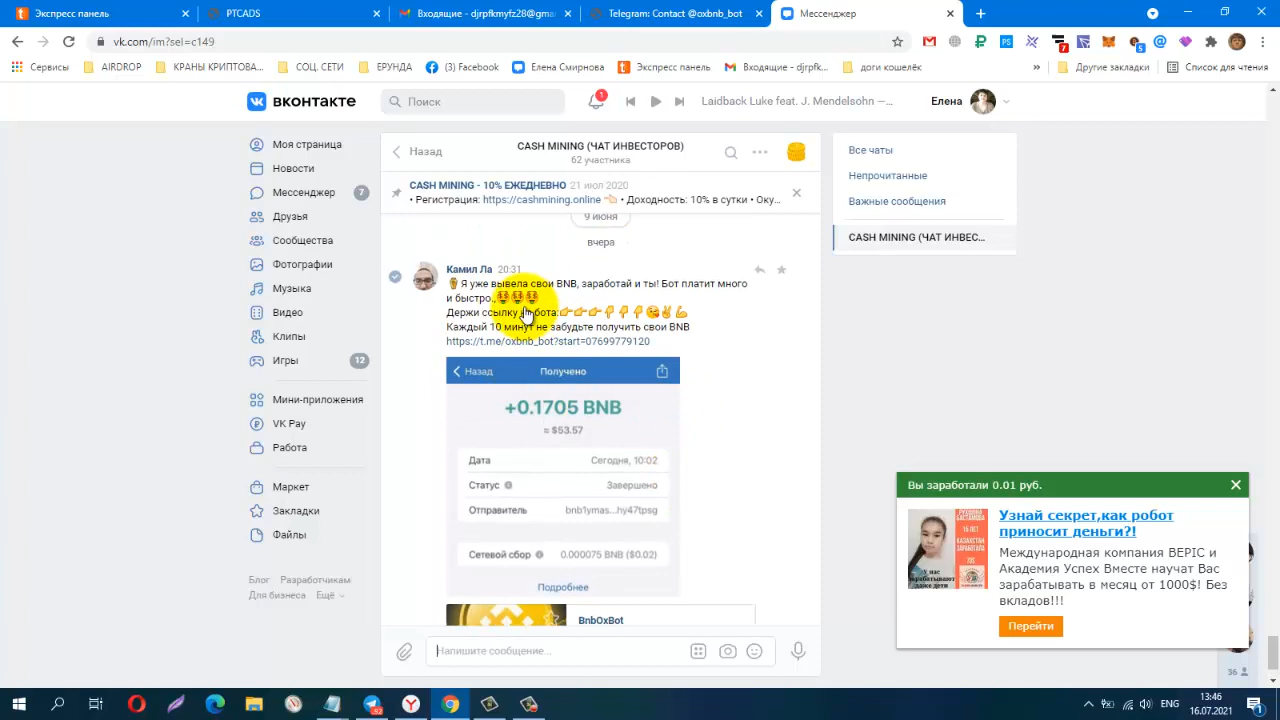 Экспресс панель
PTCADS
Входящие - djrpfkmyfz28@gma
Telegram: Contact @oxbnb_bot
Мессенджер
vk.com/im?sel=c149
Сервисы
AIRDROP
КРАНЫ КРИПТОВА...
СОЦ. СЕТИ
ЕРУНДА
(3) Facebook
Елена Смирнова
Экспресс панель
Входящие - djrpfk...
доги кошелёк
»
Другие закладки
Список для чтения
вконтакте
Поиск
1
Laidback Luke feat. J. Mendelsohn —...
Елена
Моя страница
Новости
Мессенджер 7
Друзья
Сообщества
Фотографии
Музыка
Видео
Клипы
Игры 12
Мини-приложения
VK Pay
Работа
Маркет
Закладки
Файлы
Блог Разработчикам
Для бизнеса Ещё
Назад
CASH MINING (ЧАТ ИНВЕСТОРОВ)
62 участника
CASH MINING - 10% ЕЖЕДНЕВНО 21 июл 2020
• Регистрация: https://cashmining.online 👈 • Доходность: 10% в сутки • Оку...
9 июня
вчера
Камил Ла 20:31
Я уже вывела свои BNB, заработай и ты! Бот платит много
и быстро.,
Держи ссылку бота:
Каждый 10 минут не забудьте получить свои BNB
https://t.me/oxbnb_bot?start=07699779120
Назад
Получено
+0.1705 BNB
≈ $53.57
Дата Сегодня, 10:02
Статус Завершено
Отправитель bnb1ymas...hy47tpsg
Сетевой сбор 0.000075 BNB ($0.02)
Подробнее
BnbOxBot
Напишите сообщение...
Все чаты
Непрочитанные
Важные сообщения
CASH MINING (ЧАТ ИНВЕС...
Вы заработали 0.01 руб.
Узнай секрет,как робот
приносит деньги?!
Международная компания BEPIC и
Академия Успех Вместе научат Вас
зарабатывать в месяц от 1000$! Без
вкладов!!!
Перейти
36
ENG
13:46
16.07.2021